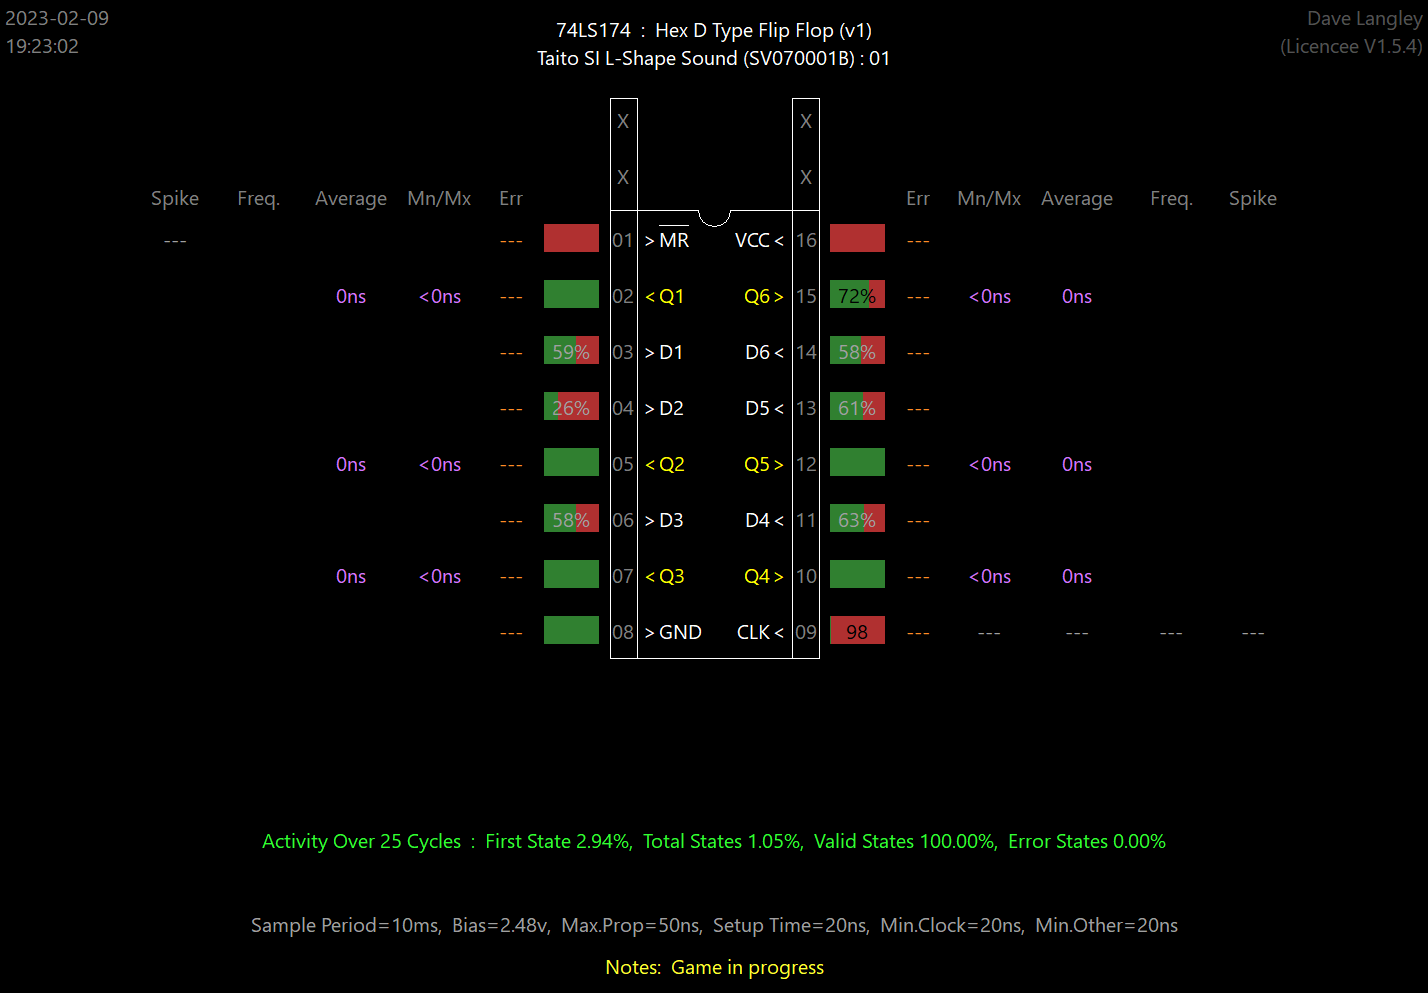 2023-02-09
19:23:02
74LS174 : Hex D Type Flip Flop (v1)
Taito SI L-Shape Sound (SV070001B) : 01
Dave Langley
(Licencee V1.5.4)
X X
X X
Spike Freq. Average Mn/Mx Err Err Mn/Mx Average Freq. Spike
--- --- 01 >MR VCC< 16 ---
0ns <0ns --- 02 <Q1 Q6> 15 72% --- <0ns 0ns
--- 59% 03 >D1 D6< 14 58% ---
--- 26% 04 >D2 D5< 13 61% ---
0ns <0ns --- 05 <Q2 Q5> 12 --- <0ns 0ns
--- 58% 06 >D3 D4< 11 63% ---
0ns <0ns --- 07 <Q3 Q4> 10 --- <0ns 0ns
--- 08 >GND CLK< 09 98 --- --- --- --- ---
Activity Over 25 Cycles : First State 2.94%, Total States 1.05%, Valid States 100.00%, Error States 0.00%
Sample Period=10ms, Bias=2.48v, Max.Prop=50ns, Setup Time=20ns, Min.Clock=20ns, Min.Other=20ns
Notes: Game in progress